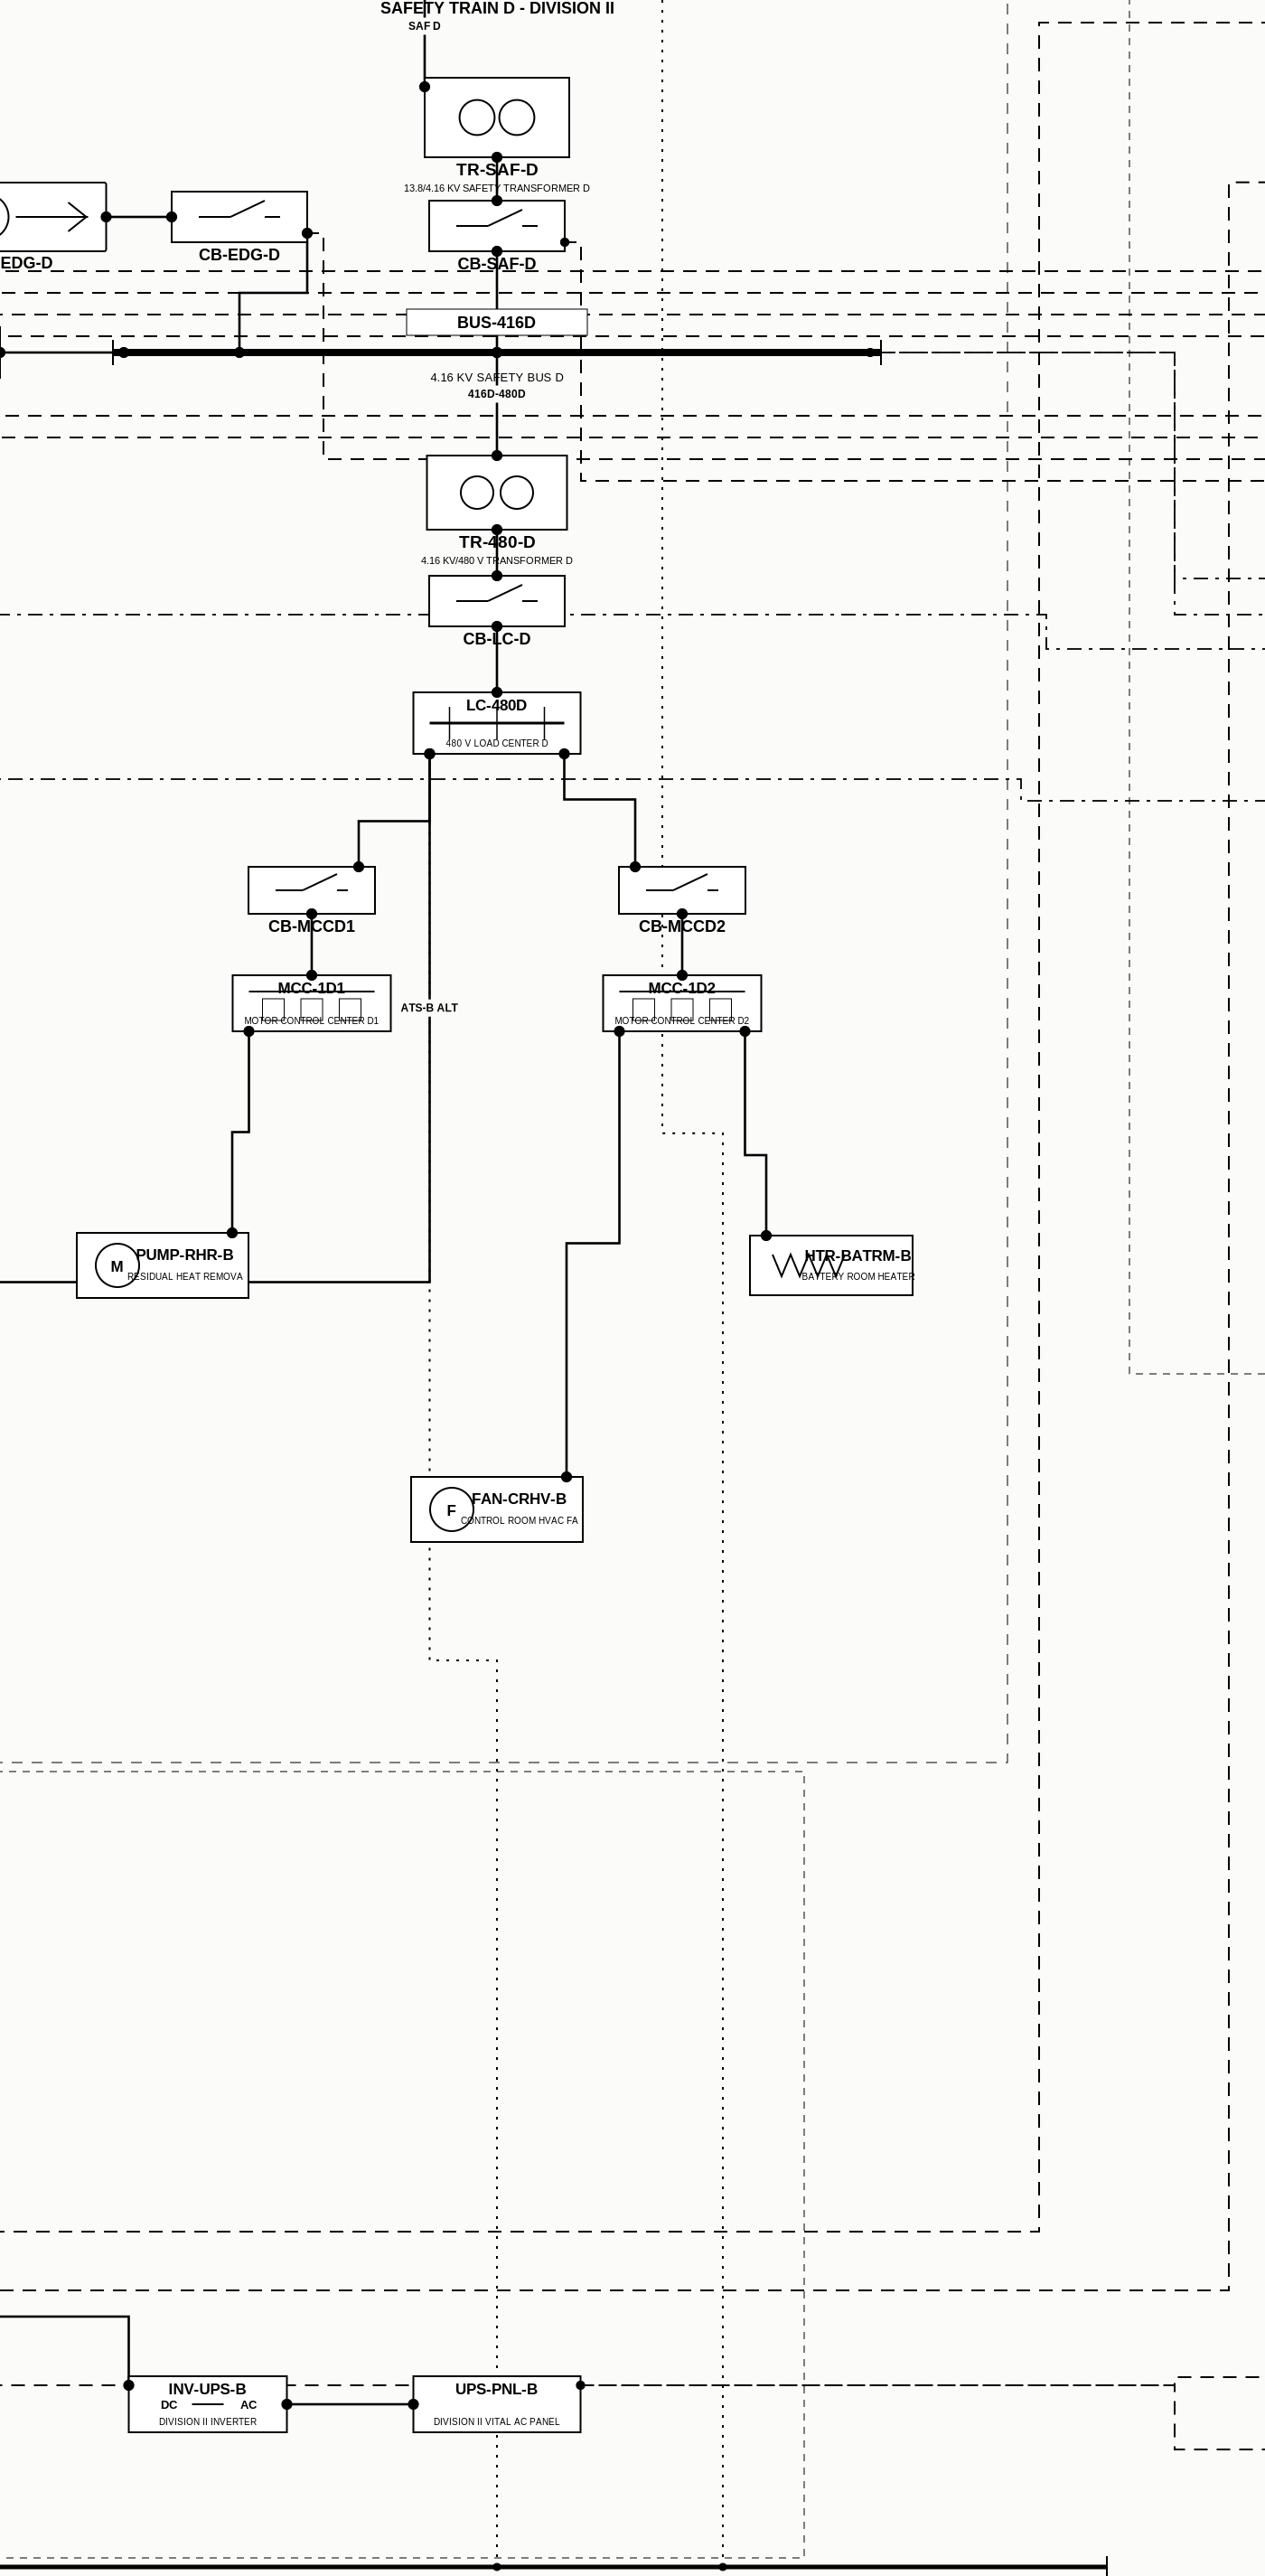 SAFETY TRAIN D - DIVISION II
SAF D
TR-SAF-D
13.8/4.16 KV SAFETY TRANSFORMER D
EDG-D
CB-EDG-D
CB-SAF-D
BUS-416D
4.16 KV SAFETY BUS D
416D-480D
TR-480-D
4.16 KV/480 V TRANSFORMER D
CB-LC-D
LC-480D
480 V LOAD CENTER D
CB-MCCD1
CB-MCCD2
MCC-1D1
MOTOR CONTROL CENTER D1
ATS-B ALT
MCC-1D2
MOTOR CONTROL CENTER D2
M
PUMP-RHR-B
RESIDUAL HEAT REMOVA
HTR-BATRM-B
BATTERY ROOM HEATER
F
FAN-CRHV-B
CONTROL ROOM HVAC FA
INV-UPS-B
DC AC
DIVISION II INVERTER
UPS-PNL-B
DIVISION II VITAL AC PANEL